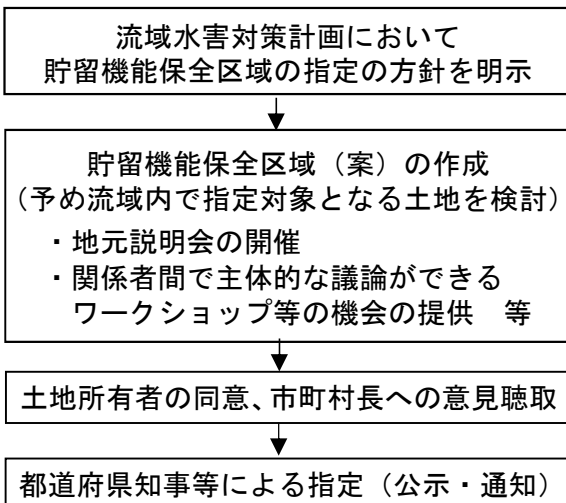 流域水害対策計画において
貯留機能保全区域の指定の方針を明示
貯留機能保全区域（案）の作成
（予め流域内で指定対象となる土地を検討）
・地元説明会の開催
・関係者間で主体的な議論ができる
ワークショップ等の機会の提供　等
土地所有者の同意、市町村長への意見聴取
都道府県知事等による指定（公示・通知）